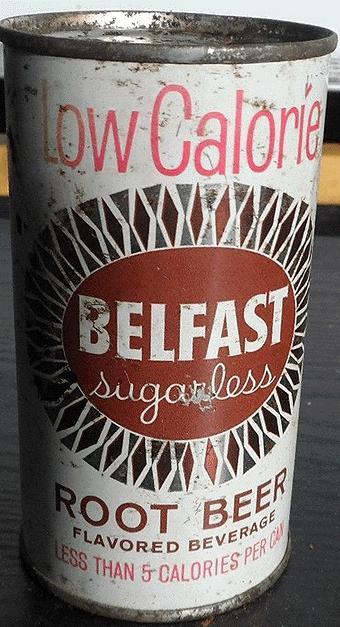 Low Calorie
BELFAST
sugarless
ROOT BEER
FLAVORED BEVERAGE
LESS THAN 5 CALORIES PER CAN